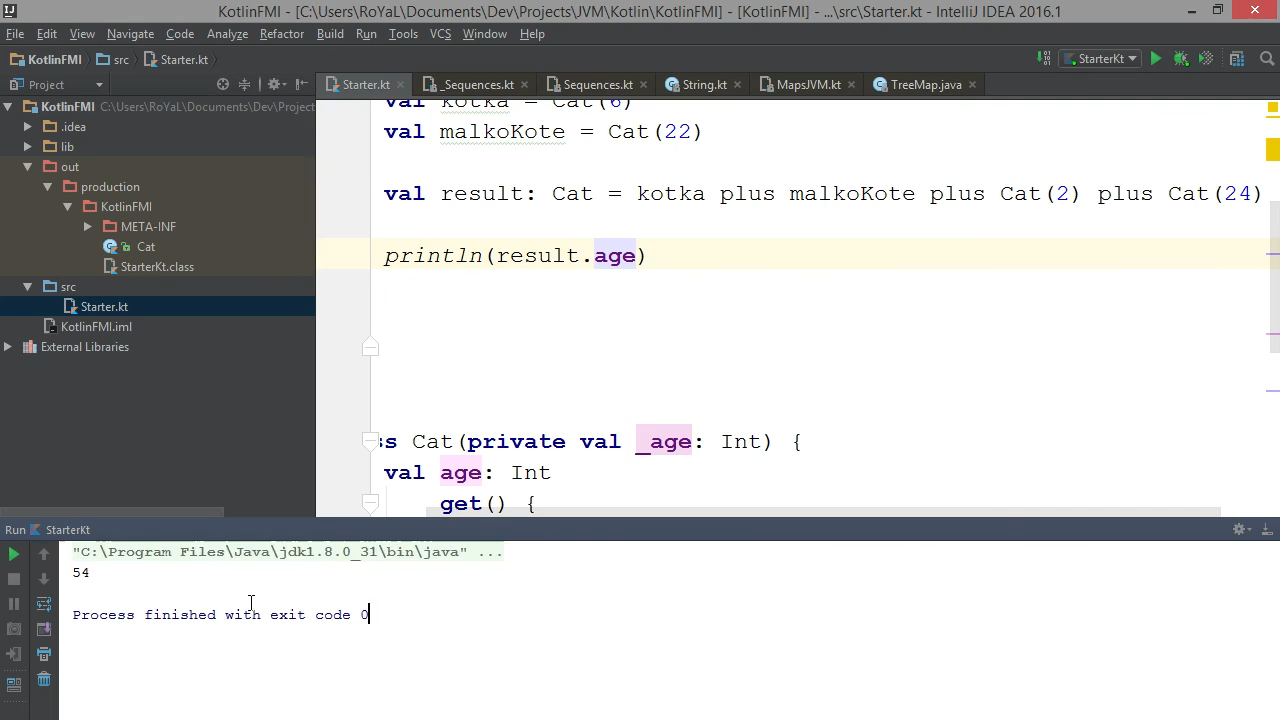 KotlinFMI - [C:\Users\RoYaL\Documents\Dev\Projects\JVM\Kotlin\KotlinFMI] - [KotlinFMI] - ...\src\Starter.kt - IntelliJ IDEA 2016.1
File Edit View Navigate Code Analyze Refactor Build Run Tools VCS Window Help
KotlinFMI src Starter.kt StarterKt
Project Starter.kt _Sequences.kt Sequences.kt String.kt MapsJVM.kt TreeMap.java
KotlinFMI C:\Users\RoYaL\Documents\Dev\Project
.idea
lib
out
production
KotlinFMI
META-INF
Cat
StarterKt.class
src
Starter.kt
KotlinFMI.iml
External Libraries
val kotka = Cat(6)
val malkoKote = Cat(22)
val result: Cat = kotka plus malkoKote plus Cat(2) plus Cat(24)
println(result.age)
ss Cat(private val _age: Int) {
val age: Int
get() {
Run StarterKt
"C:\Program Files\Java\jdk1.8.0_31\bin\java" ...
54
Process finished with exit code 0